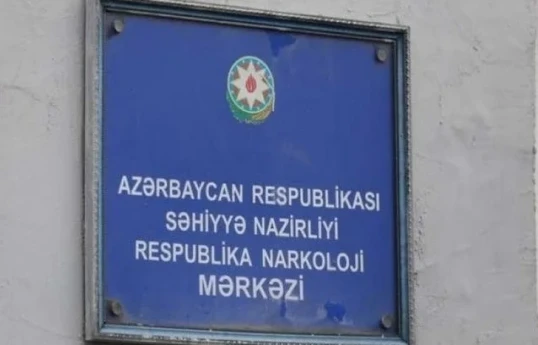 AZƏRBAYCAN RESPUBLİKASI
SƏHİYYƏ NAZİRLİYİ
RESPUBLİKA NARKOLOJİ
MƏRKƏZİ